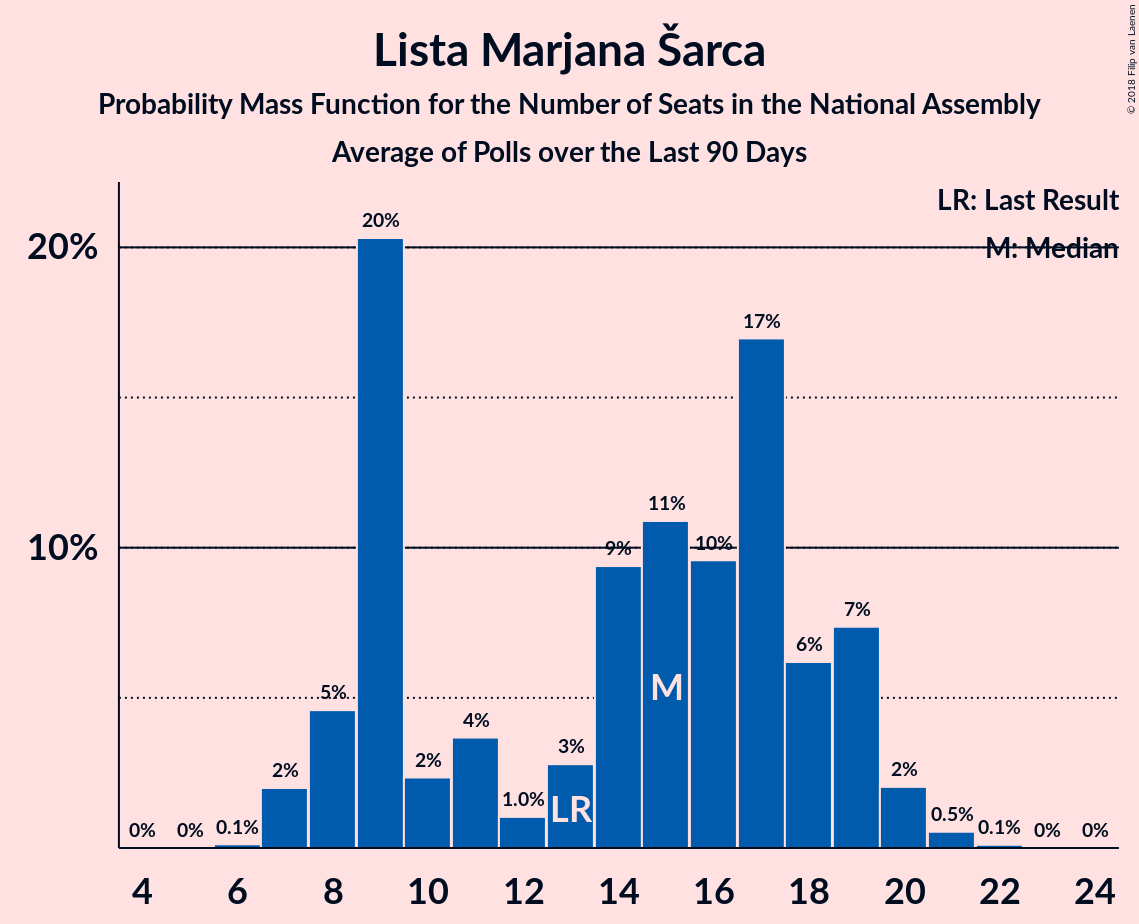 Lista Marjana Šarca
Probability Mass Function for the Number of Seats in the National Assembly
Average of Polls over the Last 90 Days
© 2018 Filip van Laenen
LR: Last Result
M: Median
20%
10%
0%
0%
0.1%
2%
5%
20%
2%
4%
1.0%
3%
9%
11%
10%
17%
6%
7%
2%
0.5%
0.1%
0%
0%
LR
M
4 6 8 10 12 14 16 18 20 22 24